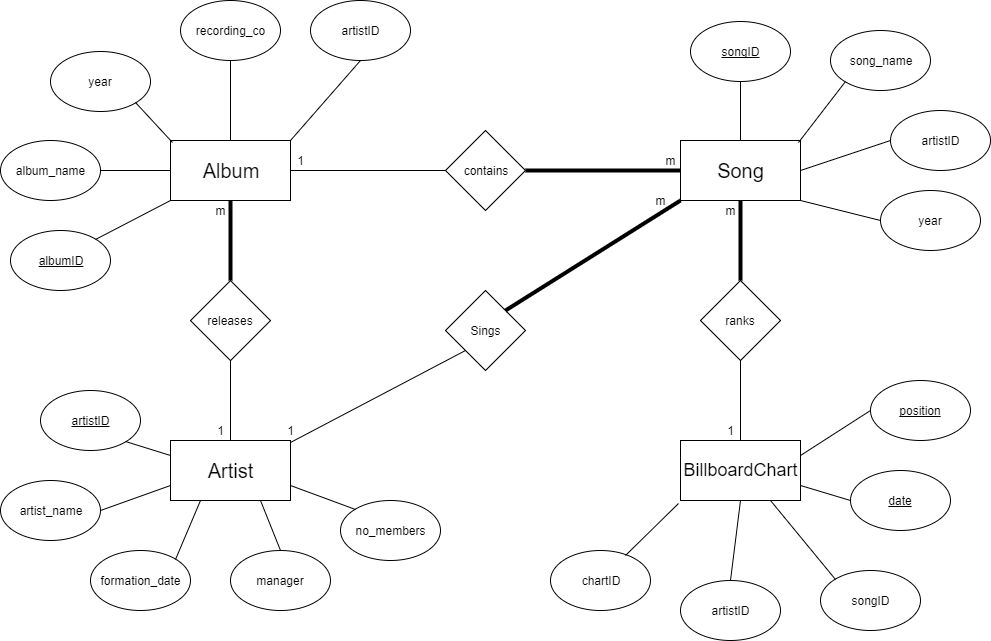 recording_co
artistID
songID
song_name
year
artistID
album_name
Album
1
contains
m
Song
m
m
m
year
albumID
releases
Sings
ranks
artistID
1
1
1
position
Artist
BillboardChart
artist_name
date
no_members
formation_date
manager
chartID
artistID
songID